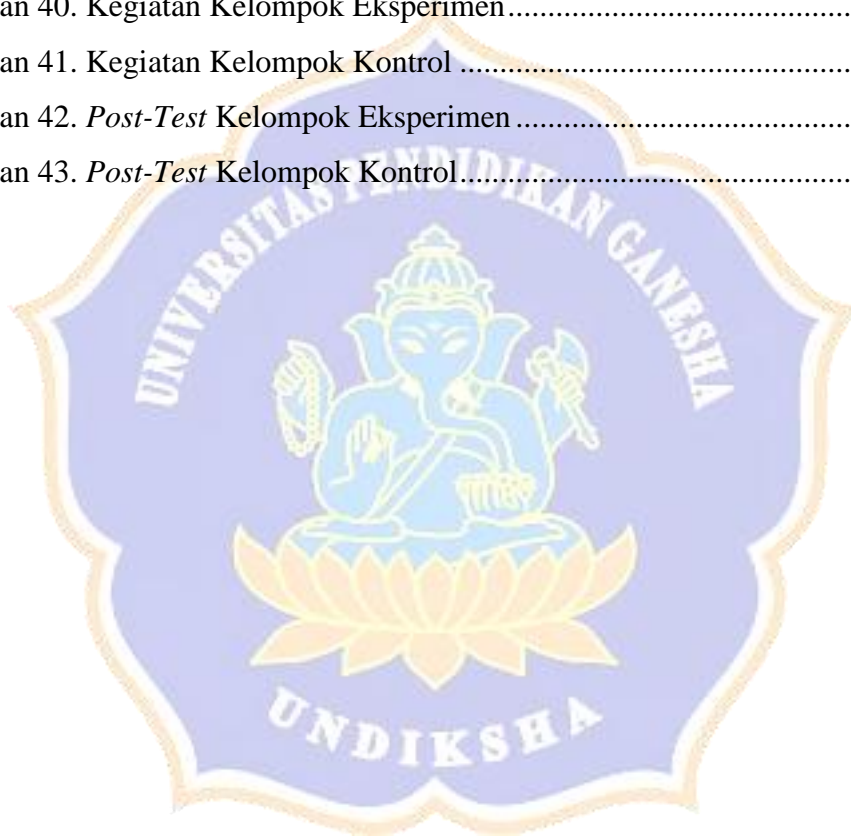 an 40. Kegiatan Kelompok Eksperimen
an 41. Kegiatan Kelompok Kontrol
an 42. Post-Test Kelompok Eksperimen
an 43. Post-Test Kelompok Kontrol
UNIVERSITAS PENDIDIKAN GANESHA
UNDIKSHA